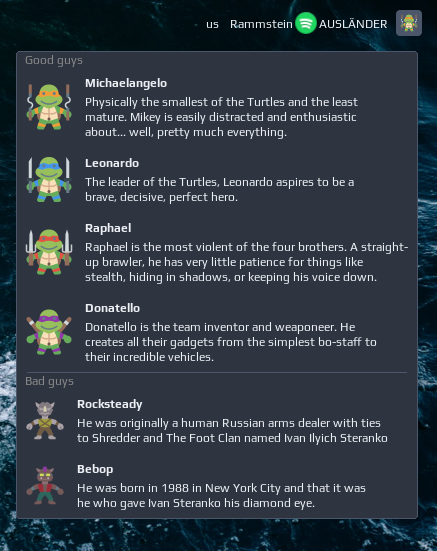 us Rammstein AUSLÄNDER
Good guys
Michaelangelo
Physically the smallest of the Turtles and the least
mature. Mikey is easily distracted and enthusiastic
about... well, pretty much everything.
Leonardo
The leader of the Turtles, Leonardo aspires to be a
brave, decisive, perfect hero.
Raphael
Raphael is the most violent of the four brothers. A straight-
up brawler, he has very little patience for things like
stealth, hiding in shadows, or keeping his voice down.
Donatello
Donatello is the team inventor and weaponeer. He
creates all their gadgets from the simplest bo-staff to
their incredible vehicles.
Bad guys
Rocksteady
He was originally a human Russian arms dealer with ties
to Shredder and The Foot Clan named Ivan Ilyich Steranko
Bebop
He was born in 1988 in New York City and that it was
he who gave Ivan Steranko his diamond eye.